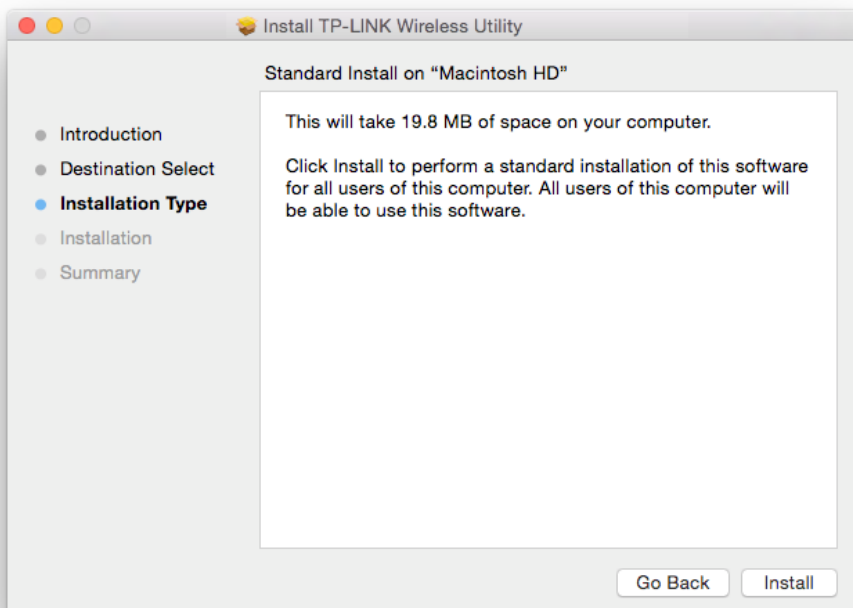 Install TP-LINK Wireless Utility
Standard Install on “Macintosh HD”
Introduction
Destination Select
Installation Type
Installation
Summary
This will take 19.8 MB of space on your computer.
Click Install to perform a standard installation of this software
for all users of this computer. All users of this computer will
be able to use this software.
Go Back
Install